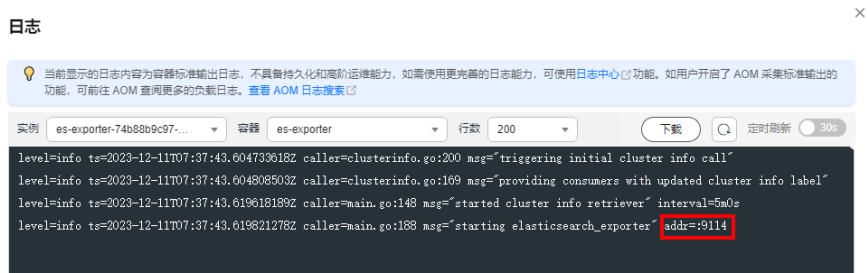 日志
当前显示的日志内容为容器标准输出日志，不具备持久化和高阶运维能力，如需使用更完善的日志能力，可使用日志中心功能。如用户开启了 AOM 采集标准输出的
功能，可前往 AOM 查阅更多的负载日志。查看 AOM 日志搜索
实例 es-exporter-74b88b9c97-... 容器 es-exporter 行数 200 下载 定时刷新 30s
level=info ts=2023-12-11T07:37:43.604733618Z caller=clusterinfo.go:200 msg="triggering initial cluster info call"
level=info ts=2023-12-11T07:37:43.604808503Z caller=clusterinfo.go:169 msg="providing consumers with updated cluster info label"
level=info ts=2023-12-11T07:37:43.619618189Z caller=main.go:148 msg="started cluster info retriever" interval=5m0s
level=info ts=2023-12-11T07:37:43.619821278Z caller=main.go:188 msg="starting elasticsearch_exporter" addr=:9114